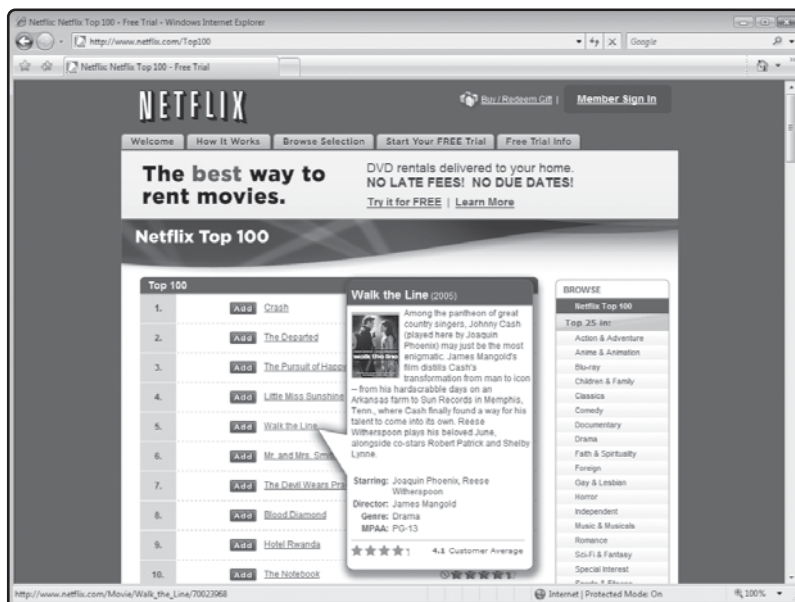 Netflix: Netflix Top 100 - Free Trial - Windows Internet Explorer
http://www.netflix.com/Top100
Google
Netflix: Netflix Top 100 - Free Trial
NETFLIX
Buy / Redeem Gift | Member Sign In
Welcome How It Works Browse Selection Start Your FREE Trial Free Trial Info
The best way to
rent movies.
DVD rentals delivered to your home.
NO LATE FEES! NO DUE DATES!
Try it for FREE | Learn More
Netflix Top 100
Top 100
1. Add Crash
2. Add The Departed
3. Add The Pursuit of Happy
4. Add Little Miss Sunshine
5. Add Walk the Line
6. Add Mr. and Mrs. Smith
7. Add The Devil Wears Pra
8. Add Blood Diamond
9. Add Hotel Rwanda
10. Add The Notebook
Walk the Line (2005)
Among the pantheon of great
country singers, Johnny Cash
(played here by Joaquin
Phoenix) may just be the most
enigmatic. James Mangold's
film distills Cash's
transformation from man to icon
-- from his hardscrabble days on an
Arkansas farm to Sun Records in Memphis,
Tenn., where Cash finally found a way for his
talent to come into its own. Reese
Witherspoon plays his beloved June,
alongside co-stars Robert Patrick and Shelby
Lynne.
walk the line
Starring: Joaquin Phoenix, Reese
Witherspoon
Director: James Mangold
Genre: Drama
MPAA: PG-13
4.1 Customer Average
BROWSE
Netflix Top 100
Top 25 in:
Action & Adventure
Anime & Animation
Blu-ray
Children & Family
Classics
Comedy
Documentary
Drama
Faith & Spirituality
Foreign
Gay & Lesbian
Horror
Independent
Music & Musicals
Romance
Sci-Fi & Fantasy
Special Interest
Sports & Fitness
http://www.netflix.com/Movie/Walk_the_Line/70023968
Internet | Protected Mode: On
100%